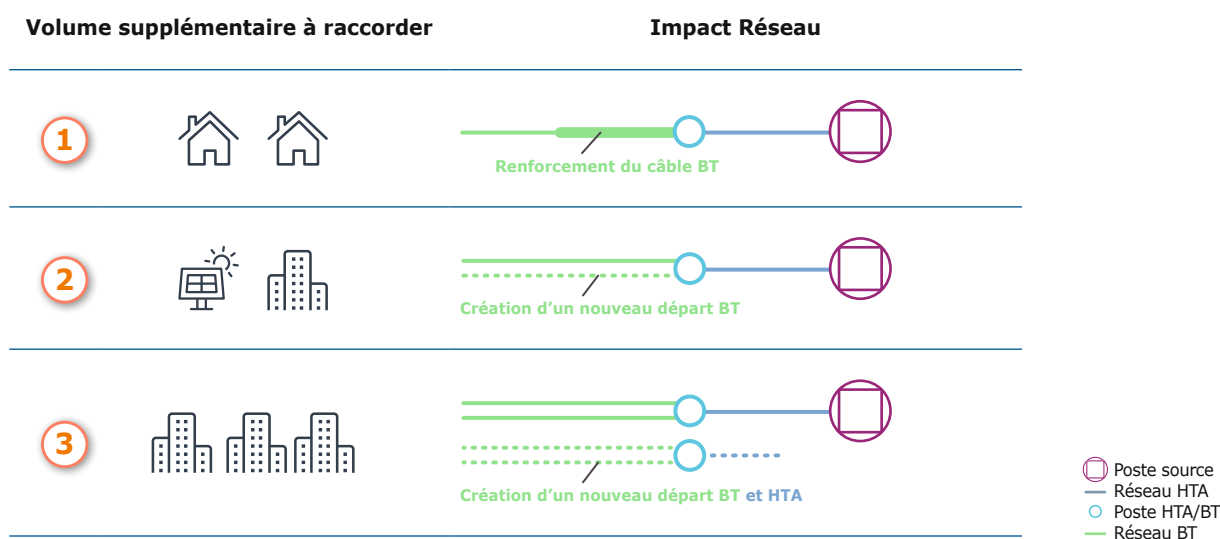 Volume supplémentaire à raccorder
Impact Réseau
1
Renforcement du câble BT
2
Création d’un nouveau départ BT
3
Création d’un nouveau départ BT et HTA
Poste source
Réseau HTA
Poste HTA/BT
Réseau BT